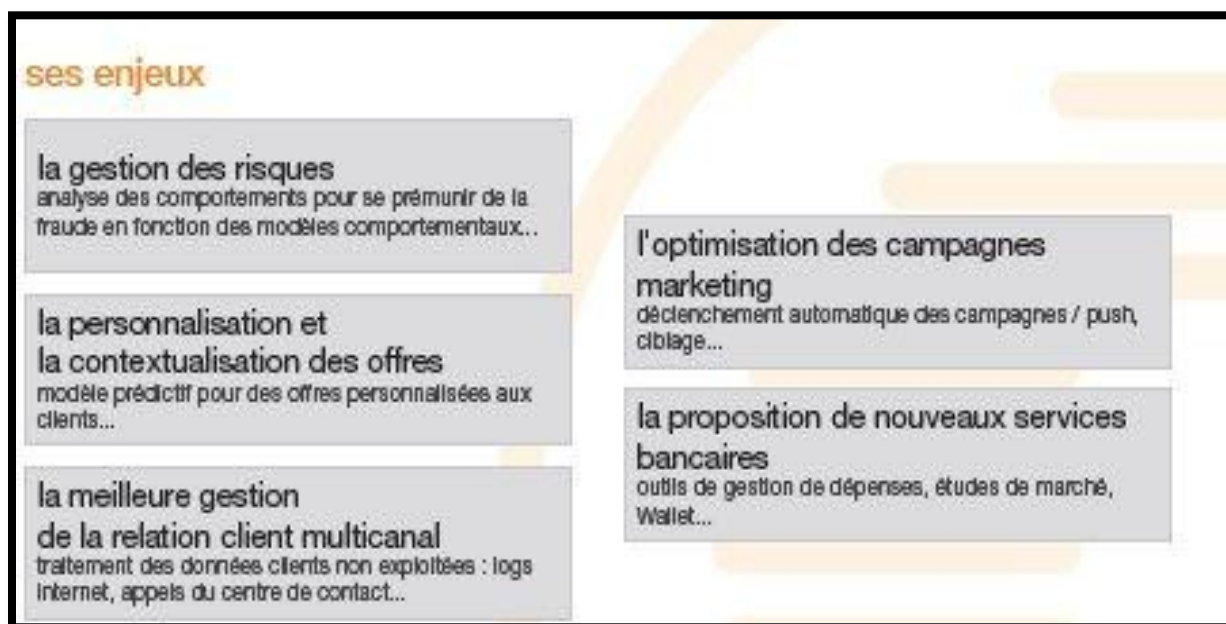 ses enjeux
la gestion des risques
analyse des comportements pour se prémunir de la
fraude en fonction des modèles comportementaux...
la personnalisation et
la contextualisation des offres
modèle prédictif pour des offres personnalisées aux
clients...
la meilleure gestion
de la relation client multicanal
traitement des données clients non exploitées : logs
internet, appels du centre de contact...
l'optimisation des campagnes
marketing
déclenchement automatique des campagnes / push,
ciblage...
la proposition de nouveaux services
bancaires
outils de gestion de dépenses, études de marché,
Wallet...